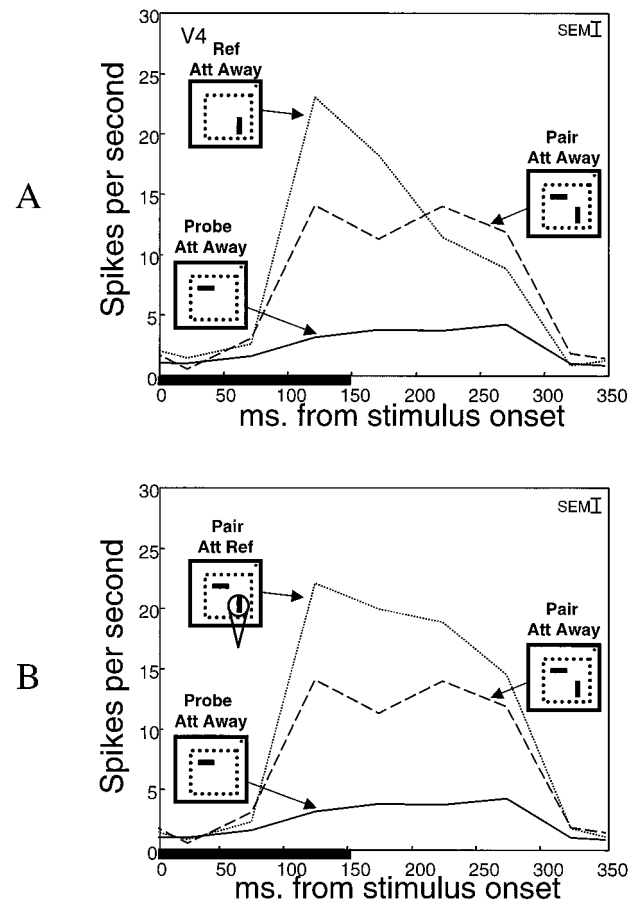 A
30
25
20
15
10
5
0
V4
SEM
Ref
Att Away
Pair
Att Away
Probe
Att Away
Spikes per second
0 50 100 150 200 250 300 350
ms. from stimulus onset
B
30
25
20
15
10
5
0
SEM
Pair
Att Ref
Pair
Att Away
Probe
Att Away
Spikes per second
0 50 100 150 200 250 300 350
ms. from stimulus onset